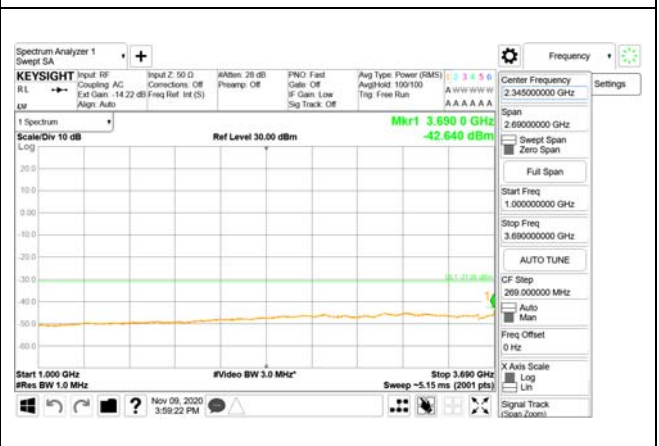 Spectrum Analyzer 1
Swept SA
Frequency
KEYSIGHT
Input: RF
Input Z: 50 Ω
#Atten: 28 dB
PNO: Fast
Avg Type: Power (RMS)
1 2 3 4 5 6
RL
Coupling: AC
Corrections: Off
Preamp: Off
Gate: Off
Avg|Hold: 100/100
A W W W W W
Ext Gain: -14.22 dB
Freq Ref: Int (S)
IF Gain: Low
Trig: Free Run
Align: Auto
Sig Track: Off
A A A A A A
1 Spectrum
Mkr1 3.690 0 GHz
Scale/Div 10 dB
Ref Level 30.00 dBm
-42.640 dBm
Log
20.0
10.0
0.00
-10.0
-20.0
-30.0
-40.0
-50.0
-60.0
1
Start 1.000 GHz
#Video BW 3.0 MHz*
Stop 3.690 GHz
#Res BW 1.0 MHz
Sweep ~5.15 ms (2001 pts)
?
Nov 09, 2020
3:59:22 PM
Center Frequency
2.345000000 GHz
Settings
Span
2.69000000 GHz
Swept Span
Zero Span
Full Span
Start Freq
1.000000000 GHz
Stop Freq
3.690000000 GHz
AUTO TUNE
CF Step
269.000000 MHz
Auto
Man
Freq Offset
0 Hz
X Axis Scale
Log
Lin
Signal Track
(Span Zoom)